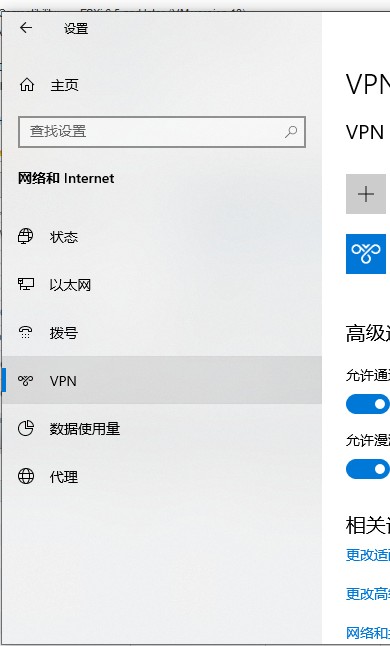 设置
主页
查找设置
网络和 Internet
状态
以太网
拨号
VPN
数据使用量
代理
VPN
VPN
高级
允许通
允许漫
相关
更改适
更改高
网络和